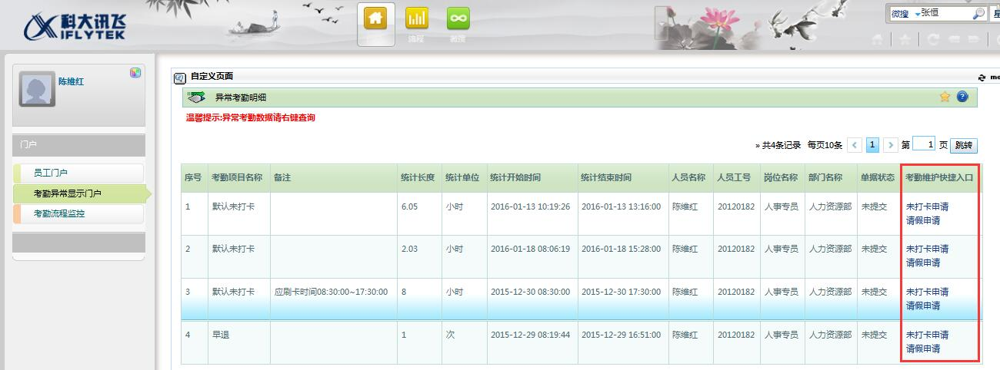 科大讯飞
IFLYTEK
流程
微搜
微搜 张恒
陈维红
门户
员工门户
考勤异常显示门户
考勤流程监控
自定义页面
异常考勤明细
温馨提示:异常考勤数据请右键查询
» 共4条记录 每页10条 < 1 > 第 1 页 跳转
序号 考勤项目名称 备注 统计长度 统计单位 统计开始时间 统计结束时间 人员名称 人员工号 岗位名称 部门名称 单据状态 考勤维护快捷入口
1 默认未打卡 6.05 小时 2016-01-13 10:19:26 2016-01-13 13:16:00 陈维红 20120182 人事专员 人力资源部 未提交 未打卡申请
请假申请
2 默认未打卡 2.03 小时 2016-01-18 08:06:19 2016-01-18 15:28:00 陈维红 20120182 人事专员 人力资源部 未提交 未打卡申请
请假申请
3 默认未打卡 应刷卡时间08:30:00~17:30:00 8 小时 2015-12-30 08:30:00 2015-12-30 17:30:00 陈维红 20120182 人事专员 人力资源部 未提交 未打卡申请
请假申请
4 早退 1 次 2015-12-29 08:19:44 2015-12-29 16:51:00 陈维红 20120182 人事专员 人力资源部 未提交 未打卡申请
请假申请